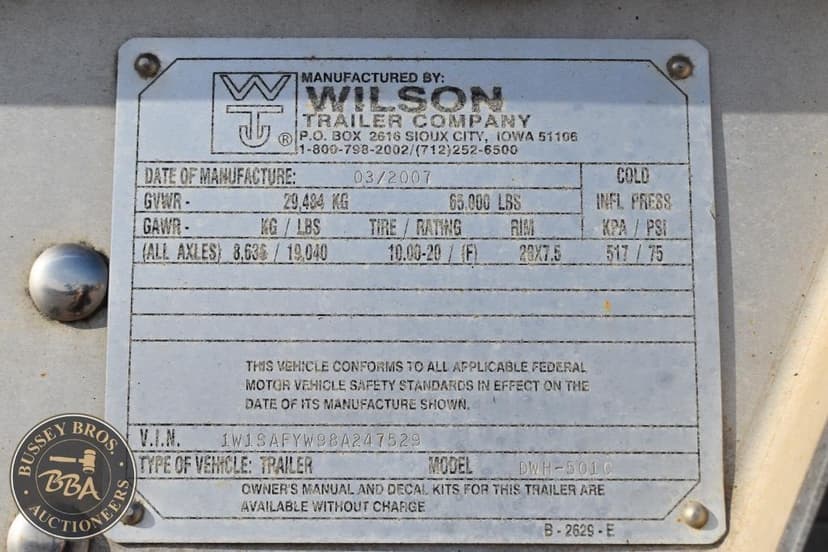 MANUFACTURED BY:
WT ® WILSON
TRAILER COMPANY
P.O. BOX 2616 SIOUX CITY, IOWA 51106
1-800-798-2002/(712)252-6500
DATE OF MANUFACTURE: 03/2007 COLD
GVWR - 29,484 KG 65,000 LBS INFL PRESS
GAWR - KG / LBS TIRE / RATING RIM KPA / PSI
(ALL AXLES) 8,636 / 19,040 10.00-20 / (F) 20X7.5 517 / 75
THIS VEHICLE CONFORMS TO ALL APPLICABLE FEDERAL
MOTOR VEHICLE SAFETY STANDARDS IN EFFECT ON THE
DATE OF ITS MANUFACTURE SHOWN.
V.I.N. 1W1SAFYW98A247529
TYPE OF VEHICLE: TRAILER MODEL DWH-501C
OWNER'S MANUAL AND DECAL KITS FOR THIS TRAILER ARE
AVAILABLE WITHOUT CHARGE
B - 2629 - E
BUSSEY BROS.
BBA
AUCTIONEERS